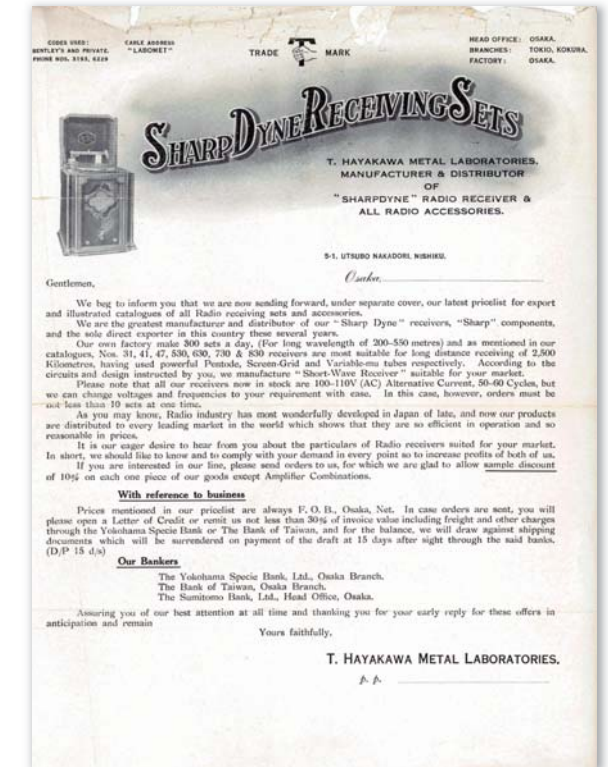 CODES USED:
BENTLEY'S AND PRIVATE.
PHONE NOS. 3793, 6229
CABLE ADDRESS
"LABOMET"
TRADE MARK
HEAD OFFICE: OSAKA.
BRANCHES: TOKIO, KOKURA,
FACTORY: OSAKA.
SHARP DYNE RECEIVING SETS
T. HAYAKAWA METAL LABORATORIES.
MANUFACTURER & DISTRIBUTOR
OF
"SHARPDYNE" RADIO RECEIVER &
ALL RADIO ACCESSORIES.
5-1, UTSUBO NAKADORI, NISHIKU.
Osaka,
Gentlemen,
We beg to inform you that we are now sending forward, under separate cover, our latest pricelist for export
and illustrated catalogues of all Radio receiving sets and accessories.
We are the greatest manufacturer and distributor of our "Sharp Dyne" receivers, "Sharp" components,
and the sole direct exporter in this country these several years.
Our own factory make 300 sets a day, (For long wavelength of 200-550 metres) and as mentioned in our
catalogues, Nos. 31, 41, 47, 530, 630, 730 & 830 receivers are most suitable for long distance receiving of 2,500
Kilometres, having used powerful Pentode, Screen-Grid and Variable-mu tubes respectively. According to the
circuits and design instructed by you, we manufacture "Short-Wave Receiver" suitable for your market.
Please note that all our receivers now in stock are 100-110V (AC) Alternative Current, 50-60 Cycles, but
we can change voltages and frequencies to your requirement with ease. In this case, however, orders must be
not less than 10 sets at one time.
As you may know, Radio industry has most wonderfully developed in Japan of late, and now our products
are distributed to every leading market in the world which shows that they are so efficient in operation and so
reasonable in prices.
It is our eager desire to hear from you about the particulars of Radio receivers suited for your market.
In short, we should like to know and to comply with your demand in every point so to increase profits of both of us.
If you are interested in our line, please send orders to us, for which we are glad to allow sample discount
of 10% on each one piece of our goods except Amplifier Combinations.
With reference to business
Prices mentioned in our pricelist are always F. O. B., Osaka, Net. In case orders are sent, you will
please open a Letter of Credit or remit us not less than 30% of invoice value including freight and other charges
through the Yokohama Specie Bank or The Bank of Taiwan, and for the balance, we will draw against shipping
documents which will be surrendered on payment of the draft at 15 days after sight through the said banks.
(D/P 15 d/s)
Our Bankers
The Yokohama Specie Bank, Ltd., Osaka Branch.
The Bank of Taiwan, Osaka Branch.
The Sumitomo Bank, Ltd., Head Office, Osaka.
Assuring you of our best attention at all time and thanking you for your early reply for these offers in
anticipation and remain
Yours faithfully,
T. HAYAKAWA METAL LABORATORIES.
p. p.